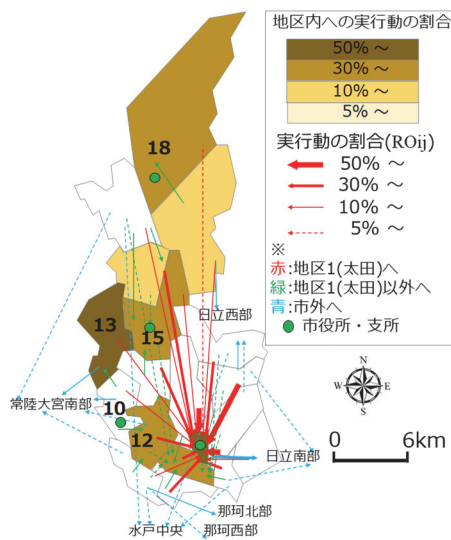 地区内への実行動の割合
50% ～
30% ～
10% ～
5% ～
実行動の割合(ROij)
50% ～
30% ～
10% ～
5% ～
※
赤:地区1(太田)へ
緑:地区1(太田)以外へ
青:市外へ
市役所・支所
18
日立西部
13
15
常陸大宮南部
10
12
N
W
E
S
0
6km
日立南部
那珂北部
水戸中央
那珂西部